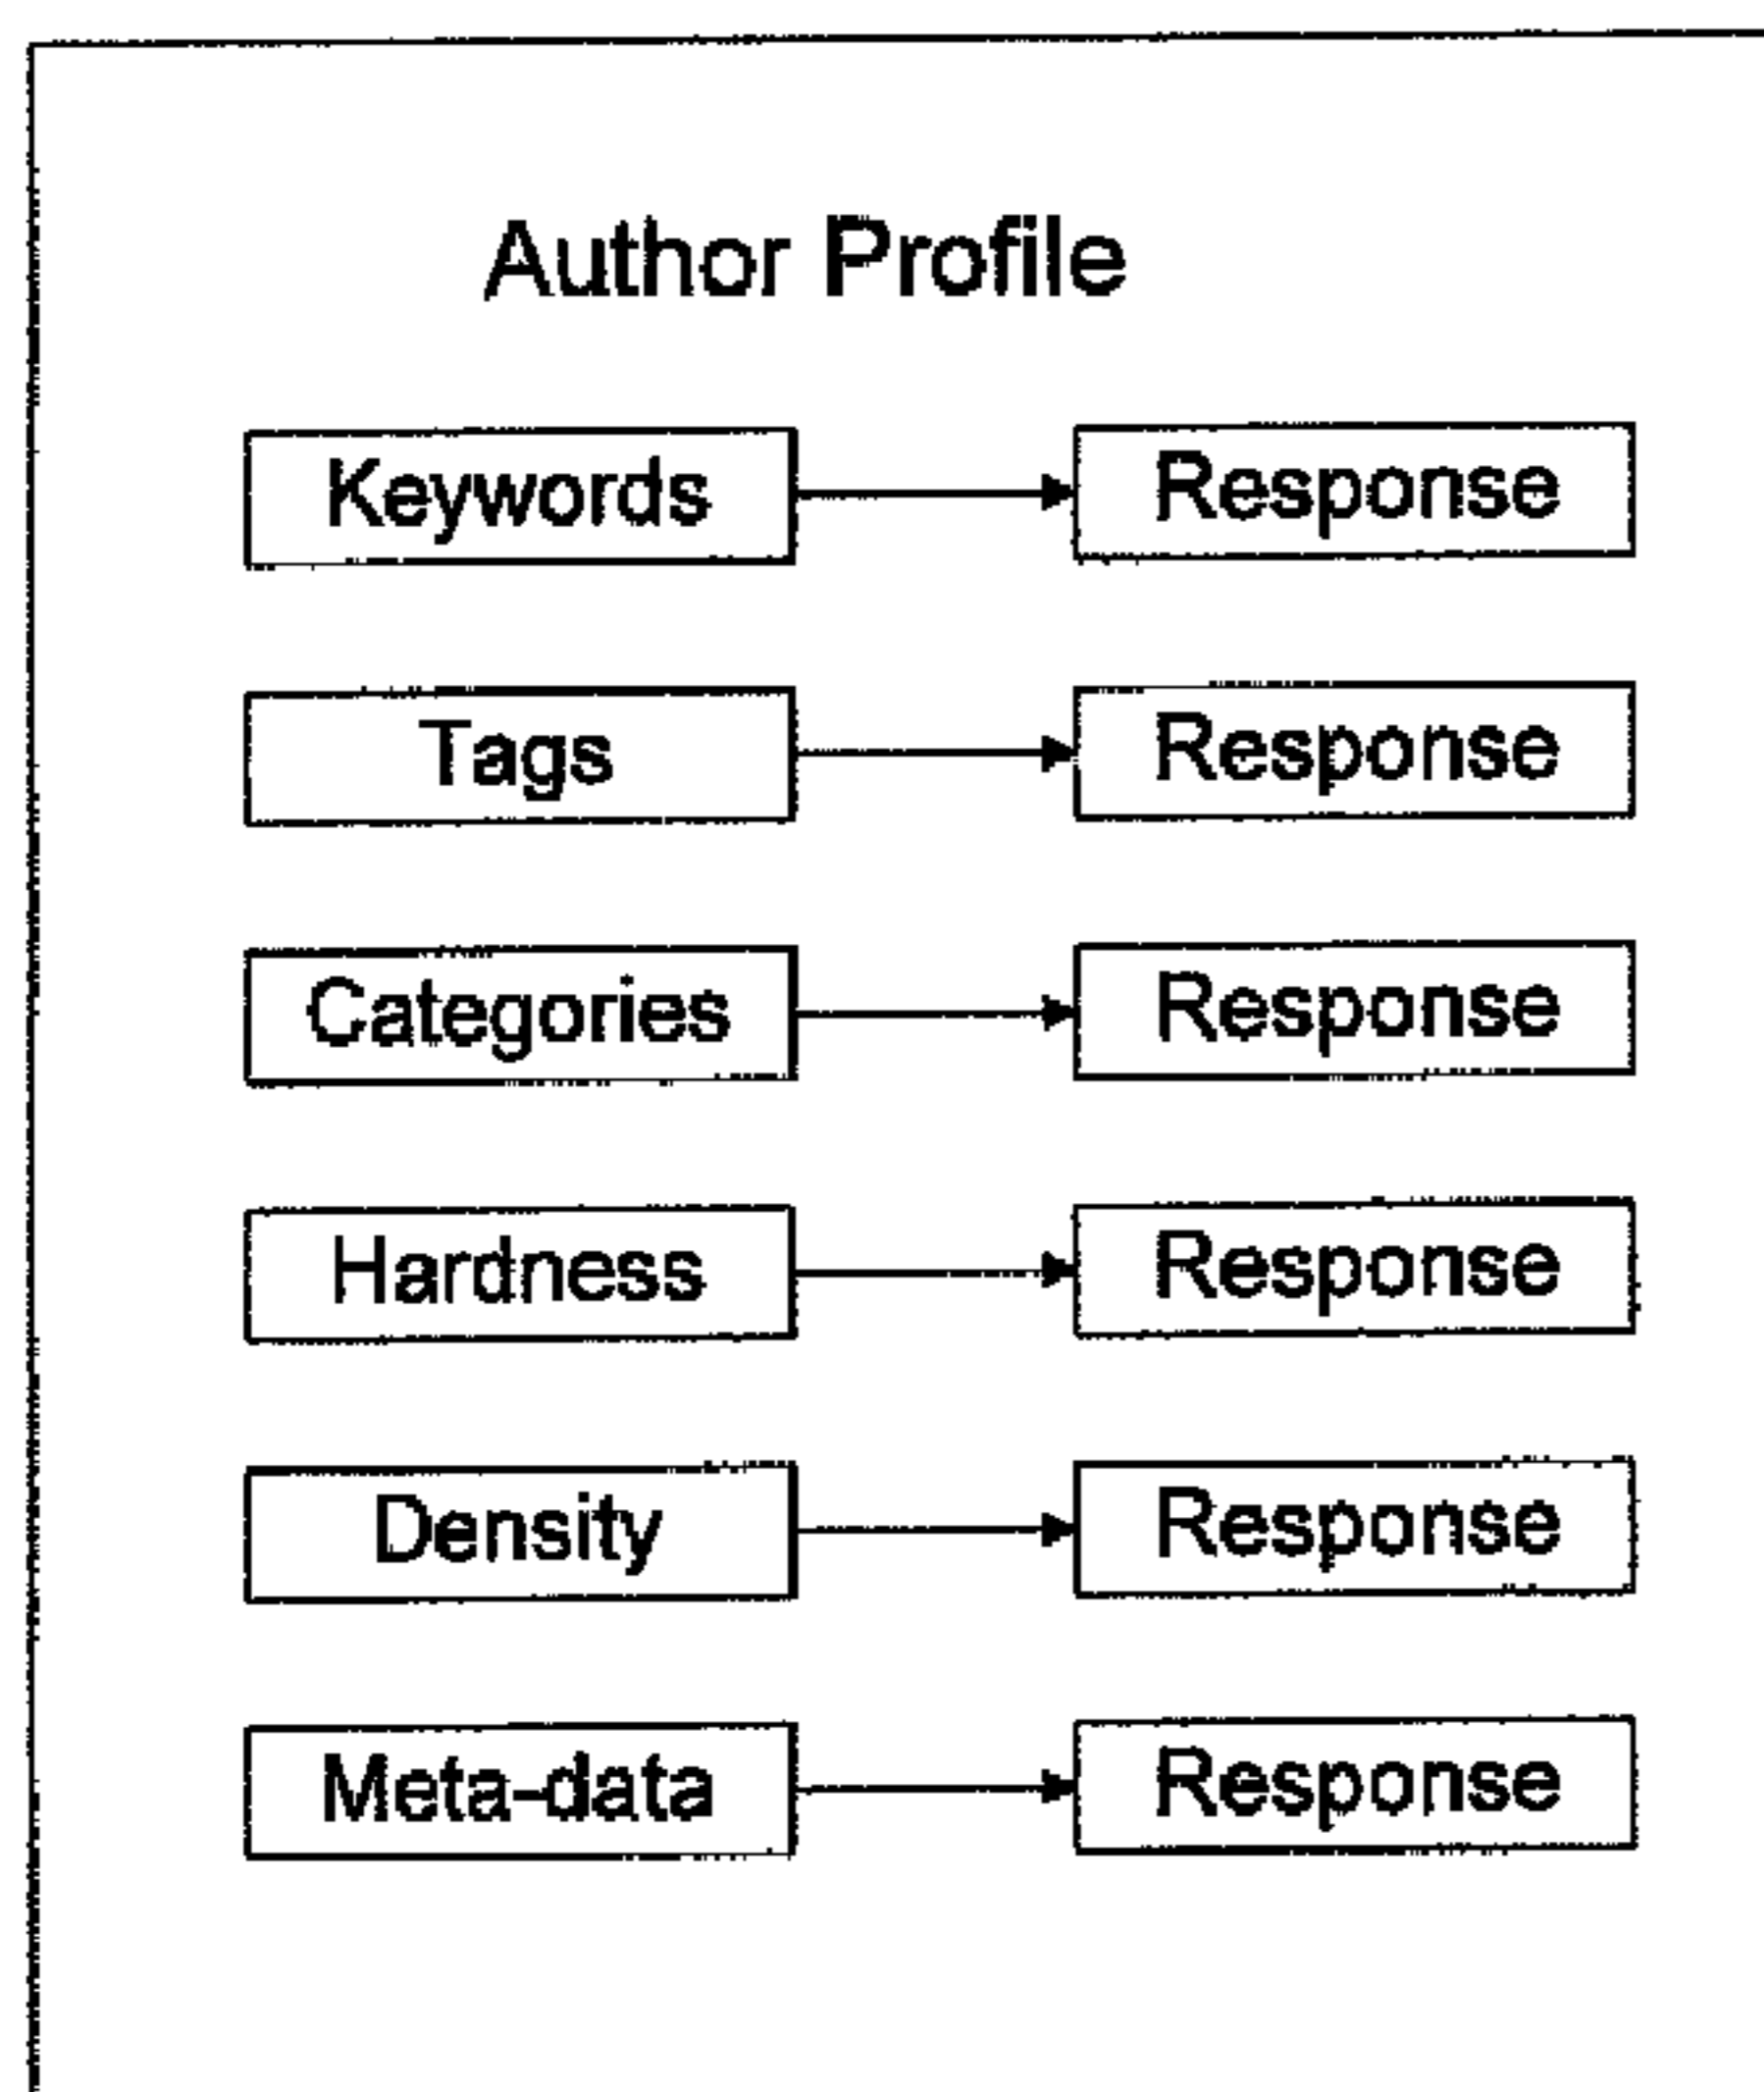 Author Profile
Keywords Response
Tags Response
Categories Response
Hardness Response
Density Response
Meta-data Response